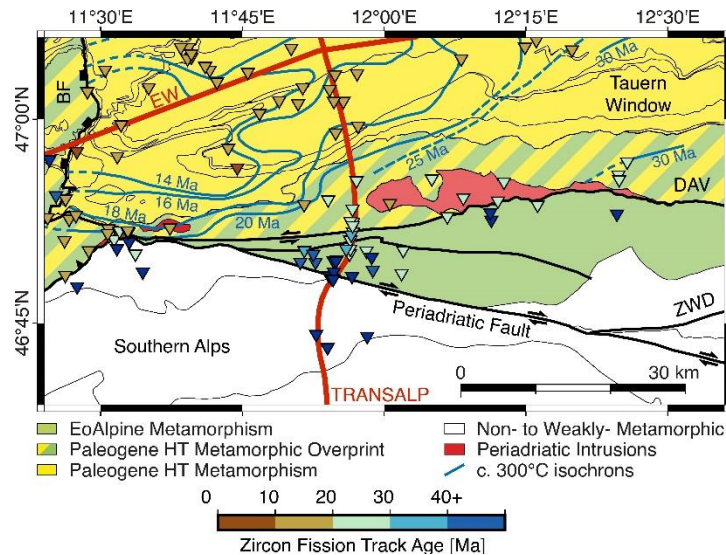 11°30'E
11°45'E
12°00'E
12°15'E
12°30'E
47°00'N
46°45'N
BF
EW
30 Ma
Tauern
Window
25 Ma
30 Ma
14 Ma
16 Ma
18 Ma
20 Ma
DAV
Periadriatic Fault
ZWD
Southern Alps
0
30 km
TRANSALP
EoAlpine Metamorphism
Paleogene HT Metamorphic Overprint
Paleogene HT Metamorphism
Non- to Weakly- Metamorphic
Periadriatic Intrusions
c. 300°C isochrons
0 10 20 30 40+
Zircon Fission Track Age [Ma]